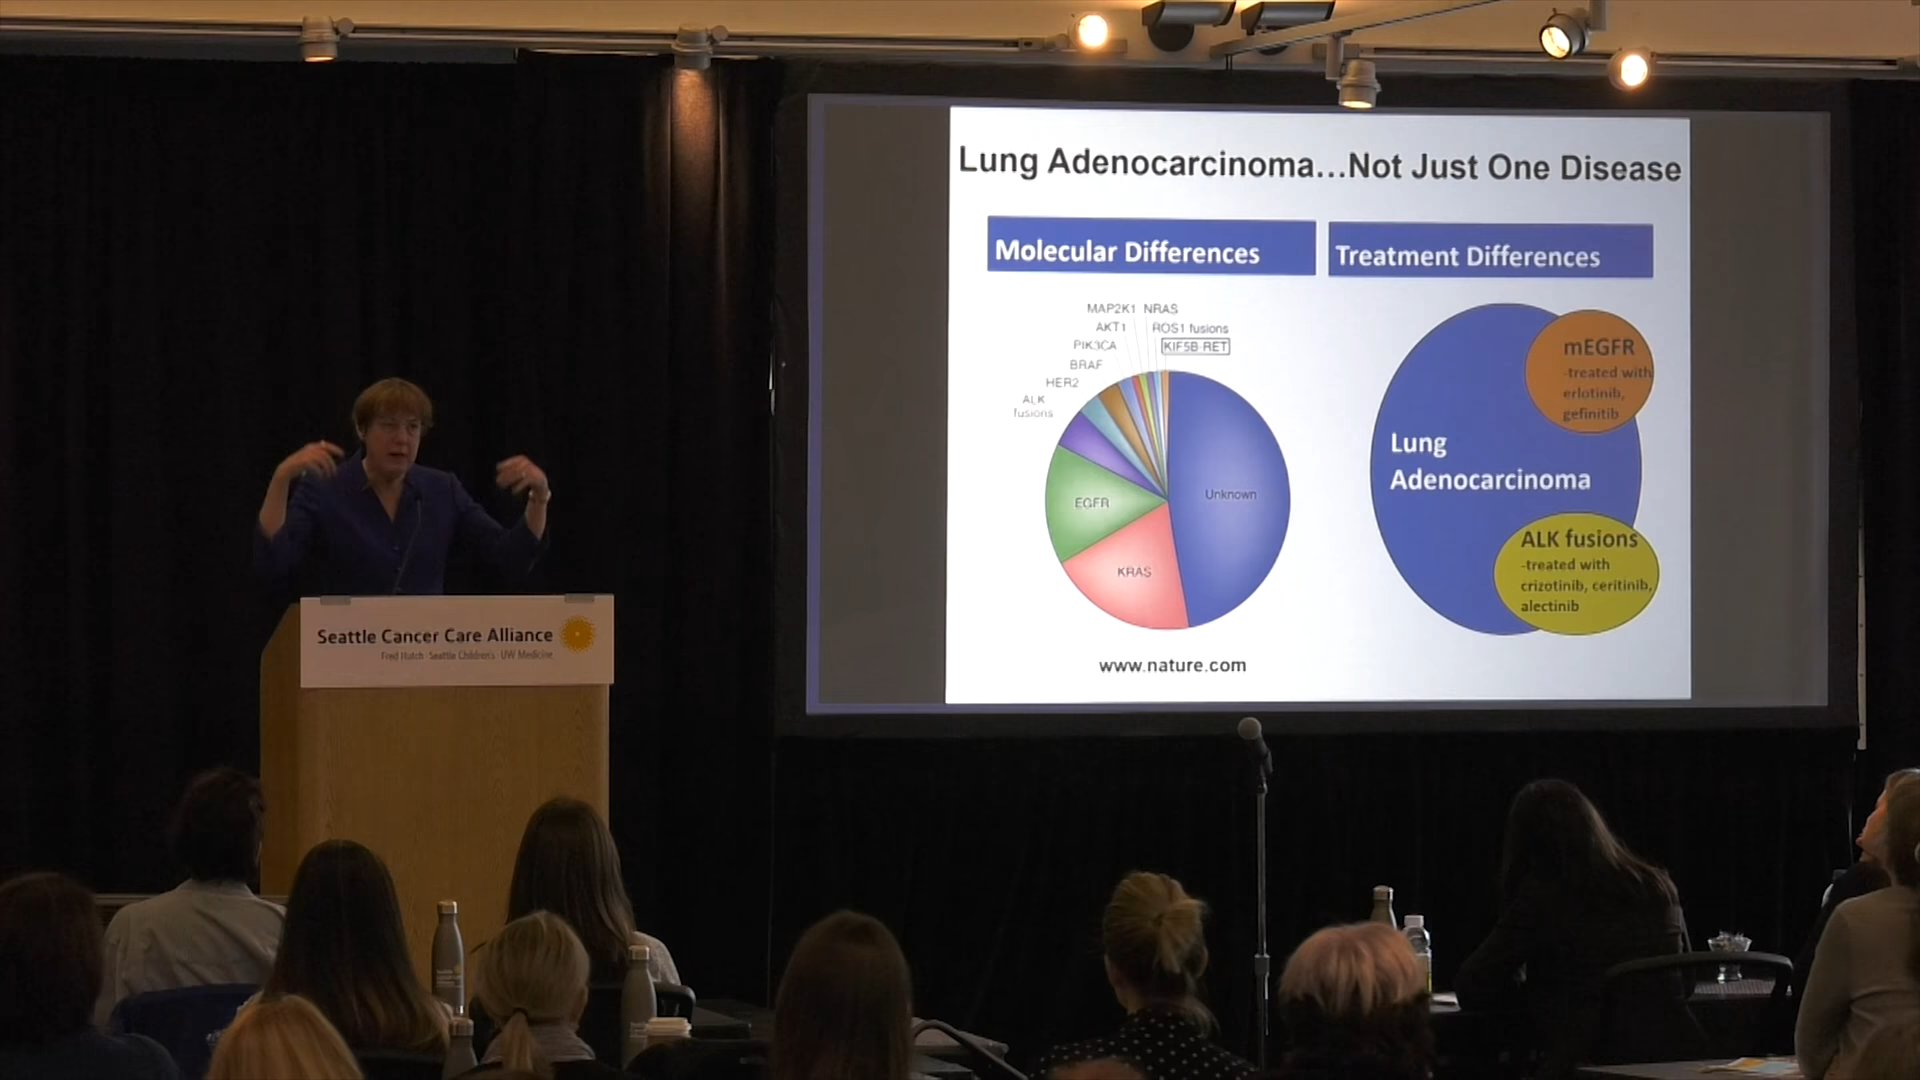 Lung Adenocarcinoma...Not Just One Disease
Molecular Differences
Treatment Differences
MAP2K1 NRAS
AKT1
ROS1 fusions
PIK3CA
KIF5B-RET
BRAF
HER2
ALK
fusions
EGFR
KRAS
Unknown
www.nature.com
mEGFR
-treated with
erlotinib,
gefinitib
Lung
Adenocarcinoma
ALK fusions
-treated with
crizotinib, ceritinib,
alectinib
Seattle Cancer Care Alliance
Fred Hutch · Seattle Children's · UW Medicine